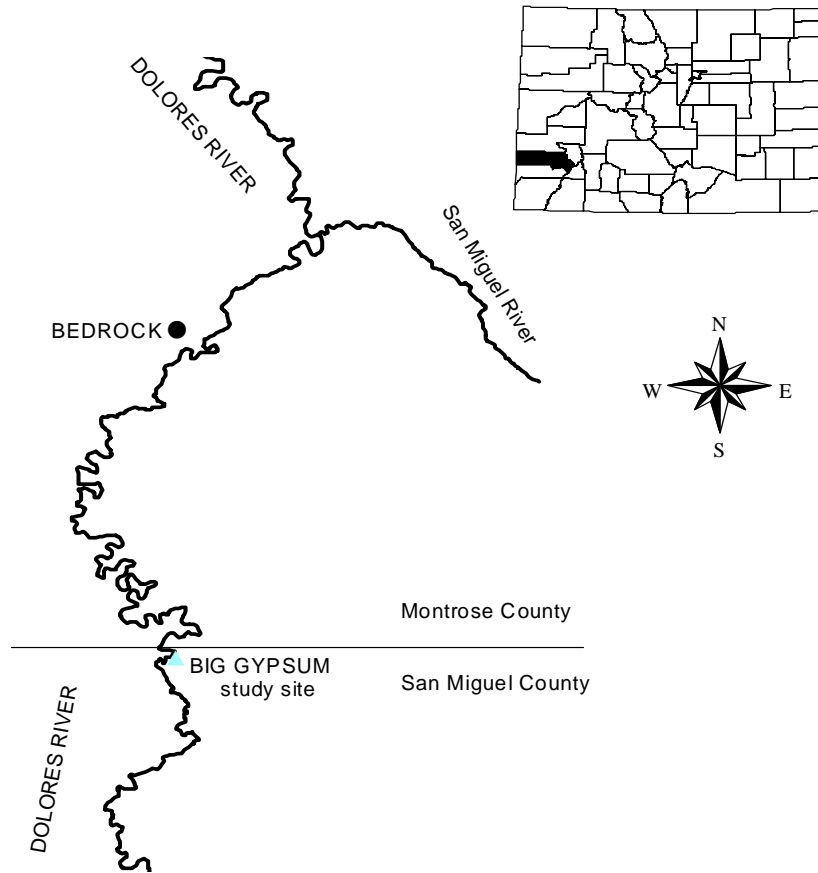 DOLORES RIVER
San Miguel River
BEDROCK
N
W
E
S
Montrose County
BIG GYPSUM
study site
San Miguel County
DOLORES RIVER